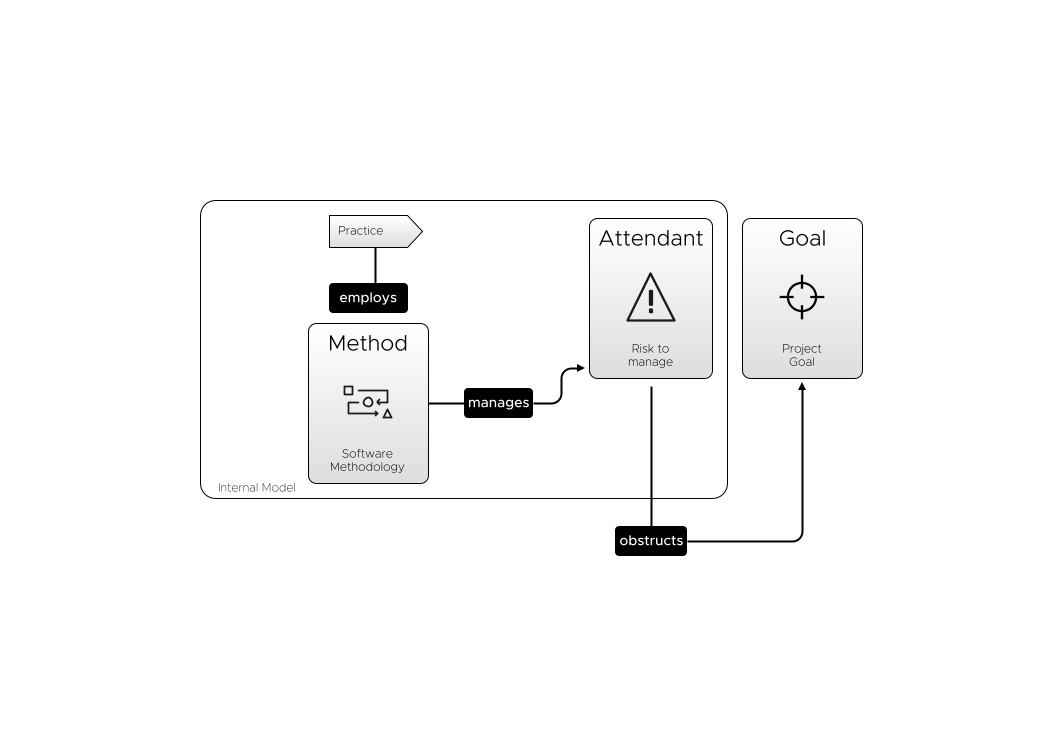 Practice
employs
Method
Software
Methodology
manages
Attendant
Risk to
manage
Goal
Project
Goal
Internal Model
obstructs